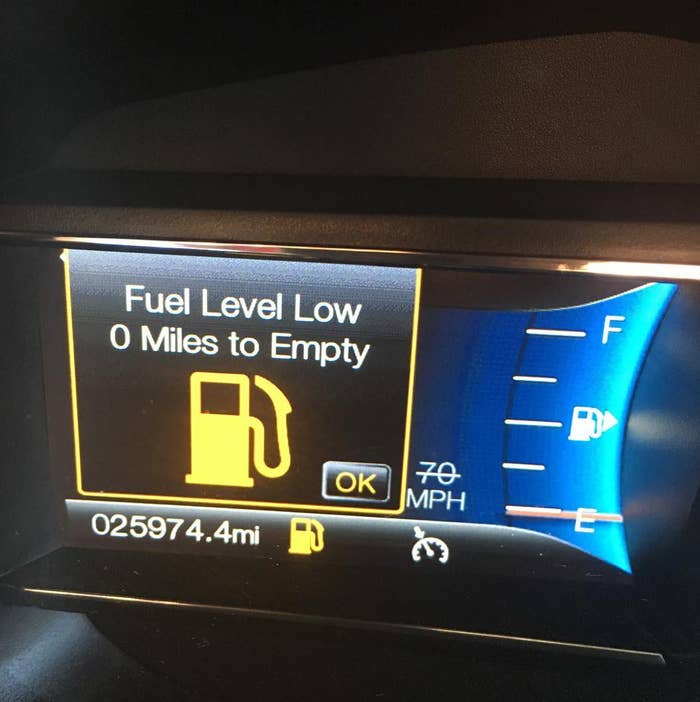 Fuel Level Low
0 Miles to Empty
OK
F
70
MPH
E
025974.4mi